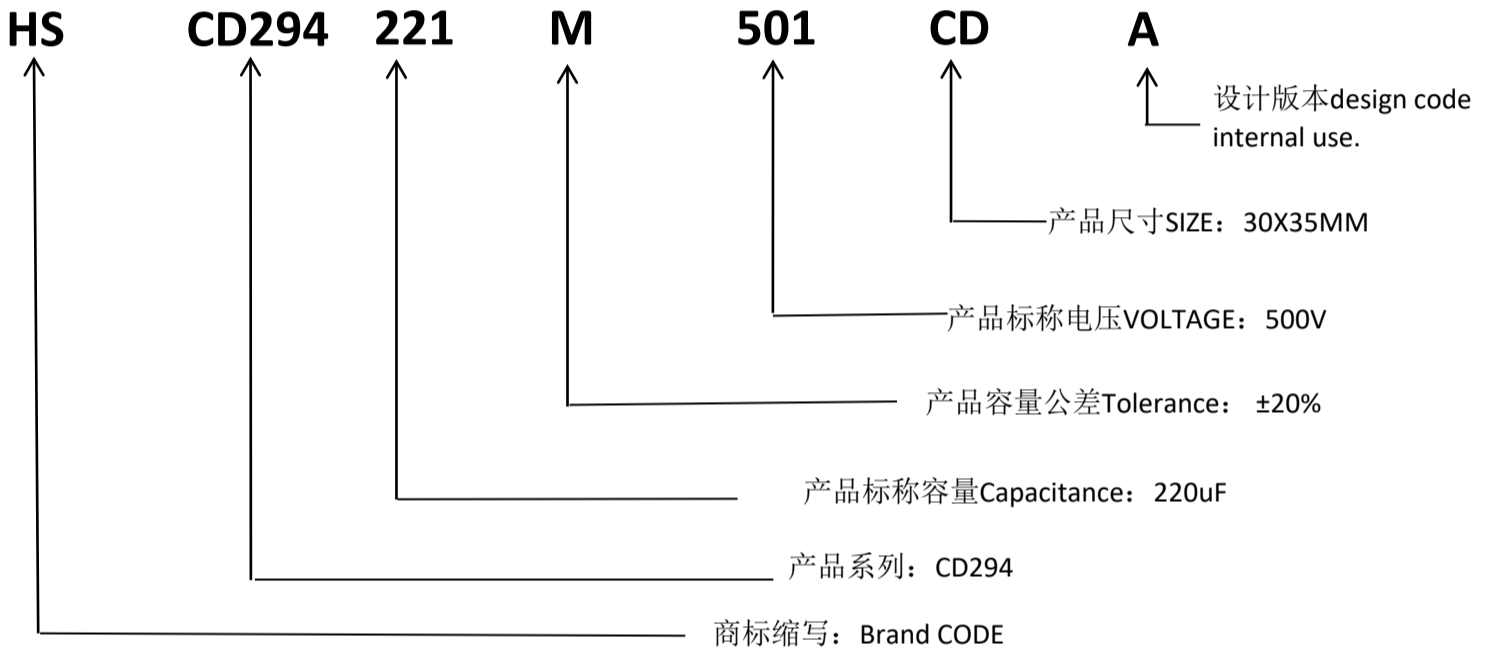 HS CD294 221 M 501 CD A
设计版本design code
internal use.
产品尺寸SIZE：30X35MM
产品标称电压VOLTAGE：500V
产品容量公差Tolerance： ±20%
产品标称容量Capacitance：220uF
产品系列：CD294
商标缩写：Brand CODE